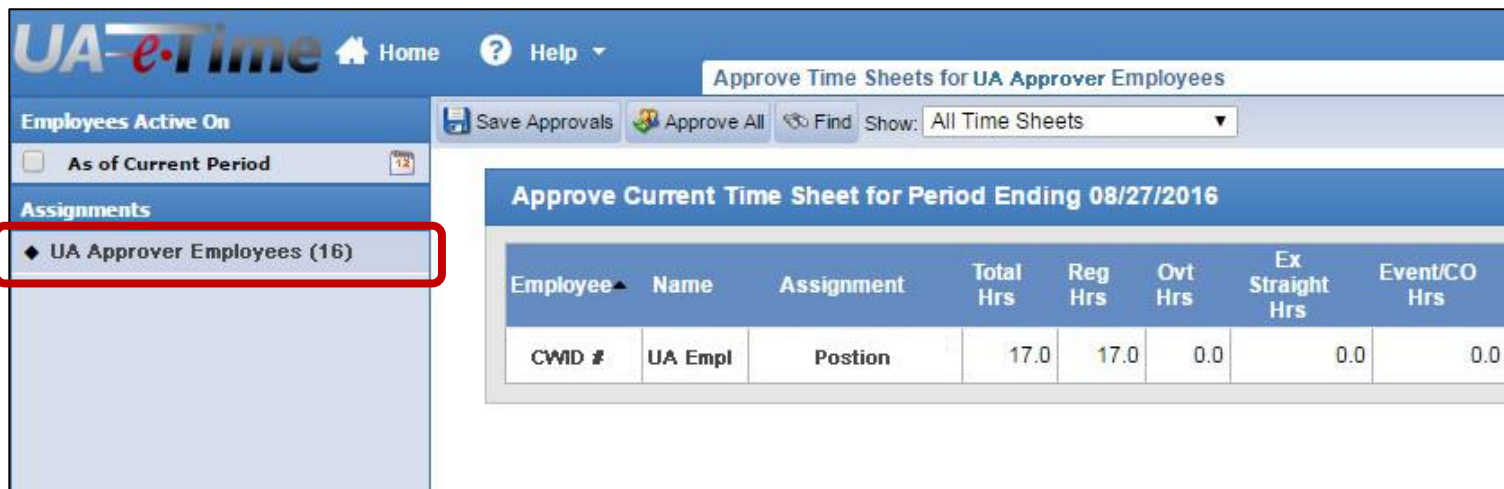 UA-e•Time Home ? Help
Approve Time Sheets for UA Approver Employees
Employees Active On
Save Approvals Approve All Find Show: All Time Sheets
As of Current Period 12
Assignments
UA Approver Employees (16)
Approve Current Time Sheet for Period Ending 08/27/2016
Employee Name Assignment Total Hrs Reg Hrs Ovt Hrs Ex Straight Hrs Event/CO Hrs
CWID # UA Empl Postion 17.0 17.0 0.0 0.0 0.0